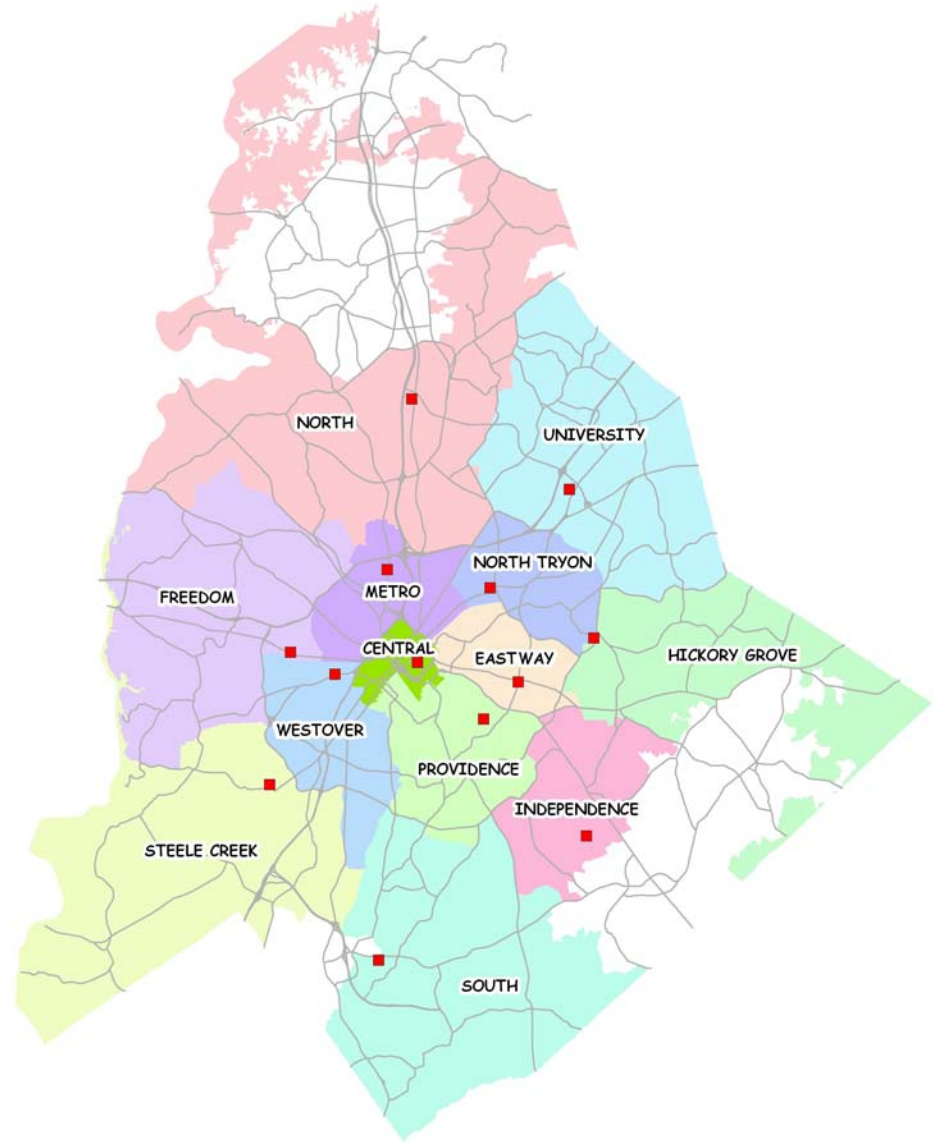 NORTH
UNIVERSITY
NORTH TRYON
METRO
FREEDOM
CENTRAL
EASTWAY
HICKORY GROVE
WESTOVER
PROVIDENCE
INDEPENDENCE
STEELE CREEK
SOUTH